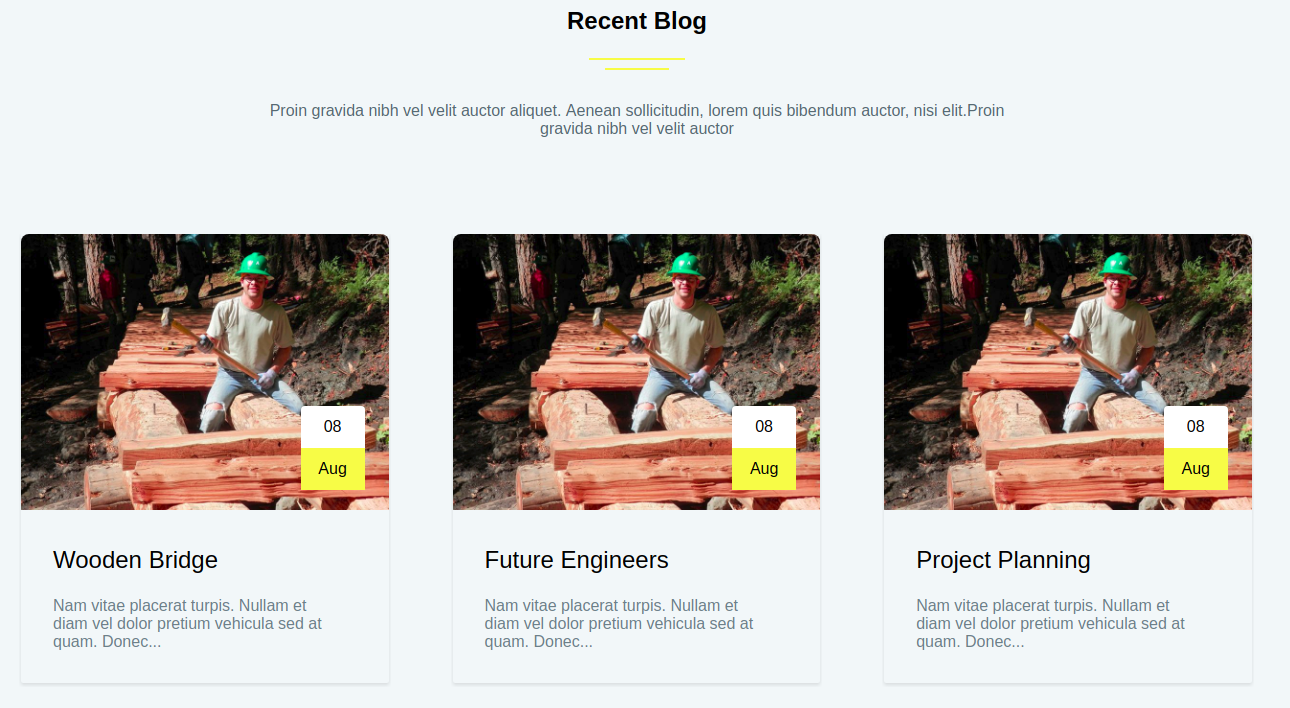 Recent Blog
Proin gravida nibh vel velit auctor aliquet. Aenean sollicitudin, lorem quis bibendum auctor, nisi elit.Proin
gravida nibh vel velit auctor
08
Aug
Wooden Bridge
Nam vitae placerat turpis. Nullam et
diam vel dolor pretium vehicula sed at
quam. Donec...
08
Aug
Future Engineers
Nam vitae placerat turpis. Nullam et
diam vel dolor pretium vehicula sed at
quam. Donec...
08
Aug
Project Planning
Nam vitae placerat turpis. Nullam et
diam vel dolor pretium vehicula sed at
quam. Donec...